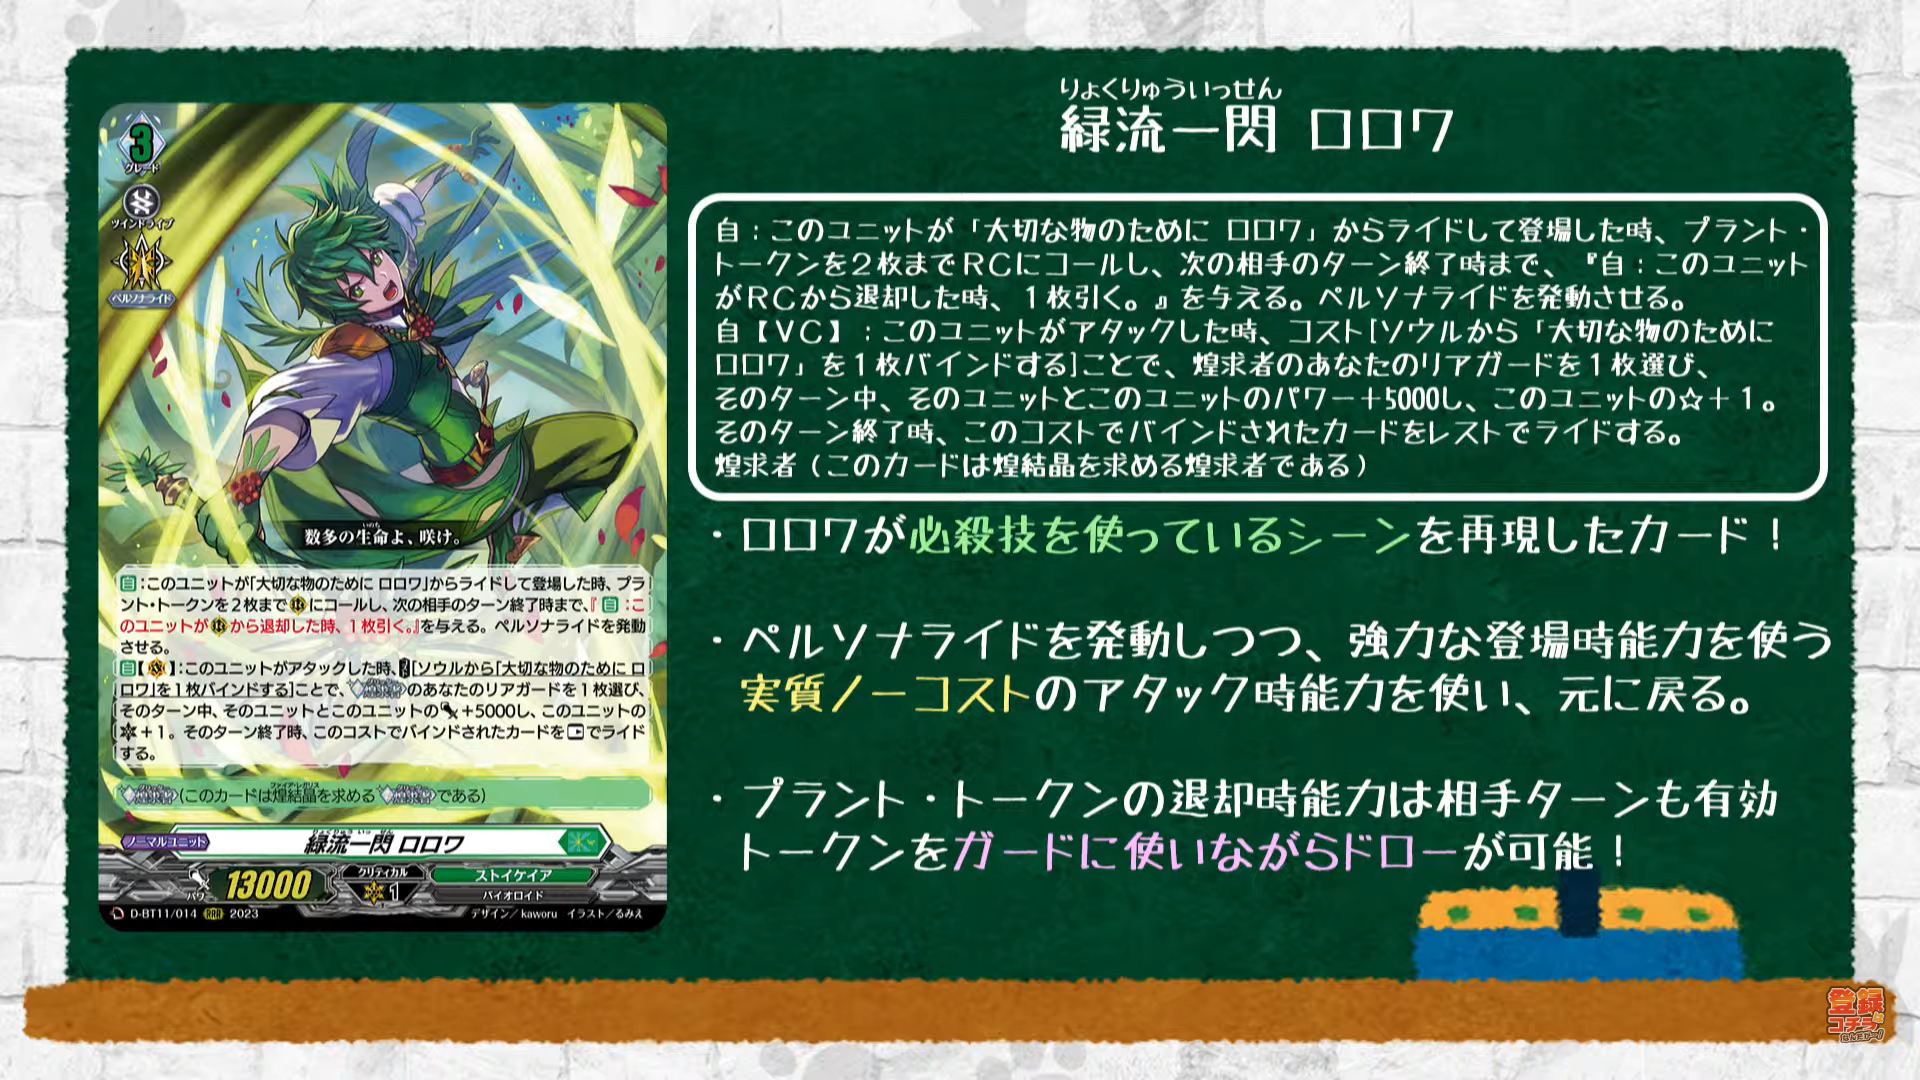 りょくりゅういっせん
緑流一閃 ロロワ
自：このユニットが「大切な物のために ロロワ」からライドして登場した時、プラント・
トークンを２枚までＲＣにコールし、次の相手のターン終了時まで、『自：このユニット
がＲＣから退却した時、１枚引く。』を与える。ペルソナライドを発動させる。
自【ＶＣ】：このユニットがアタックした時、コスト[ソウルから「大切な物のために
ロロワ」を１枚バインドする]ことで、煌求者のあなたのリアガードを１枚選び、
そのターン中、そのユニットとこのユニットのパワー＋5000し、このユニットの☆＋１。
そのターン終了時、このコストでバインドされたカードをレストでライドする。
煌求者（このカードは煌結晶を求める煌求者である）
・ロロワが必殺技を使っているシーンを再現したカード！
・ペルソナライドを発動しつつ、強力な登場時能力を使う
実質ノーコストのアタック時能力を使い、元に戻る。
・プラント・トークンの退却時能力は相手ターンも有効
トークンをガードに使いながらドローが可能！
3
グレード
ツインドライブ
ペルソナライド
いのち
数多の生命よ、咲け。
自：このユニットが「大切な物のために ロロワ」からライドして登場した時、プラ
ント・トークンを２枚まで にコールし、次の相手のターン終了時まで、『自：こ
のユニットが から退却した時、１枚引く。』を与える。ペルソナライドを発動
させる。
自【 】：このユニットがアタックした時、[ソウルから「大切な物のために ロ
ロワ」を１枚バインドする]ことで、 のあなたのリアガードを１枚選び、
そのターン中、そのユニットとこのユニットの ＋5000し、このユニットの
＋１。そのターン終了時、このコストでバインドされたカードを でライド
する。
ファイア・レガリス
(このカードは煌結晶を求める である)
りょくりゅういっせん
ノーマルユニット 緑流一閃 ロロワ
パワー 13000 クリティカル 1 ストイケイア
バイオロイド
D-BT11/014 RRR 2023 デザイン／kaworu イラスト／るみえ
登録は
コチラ